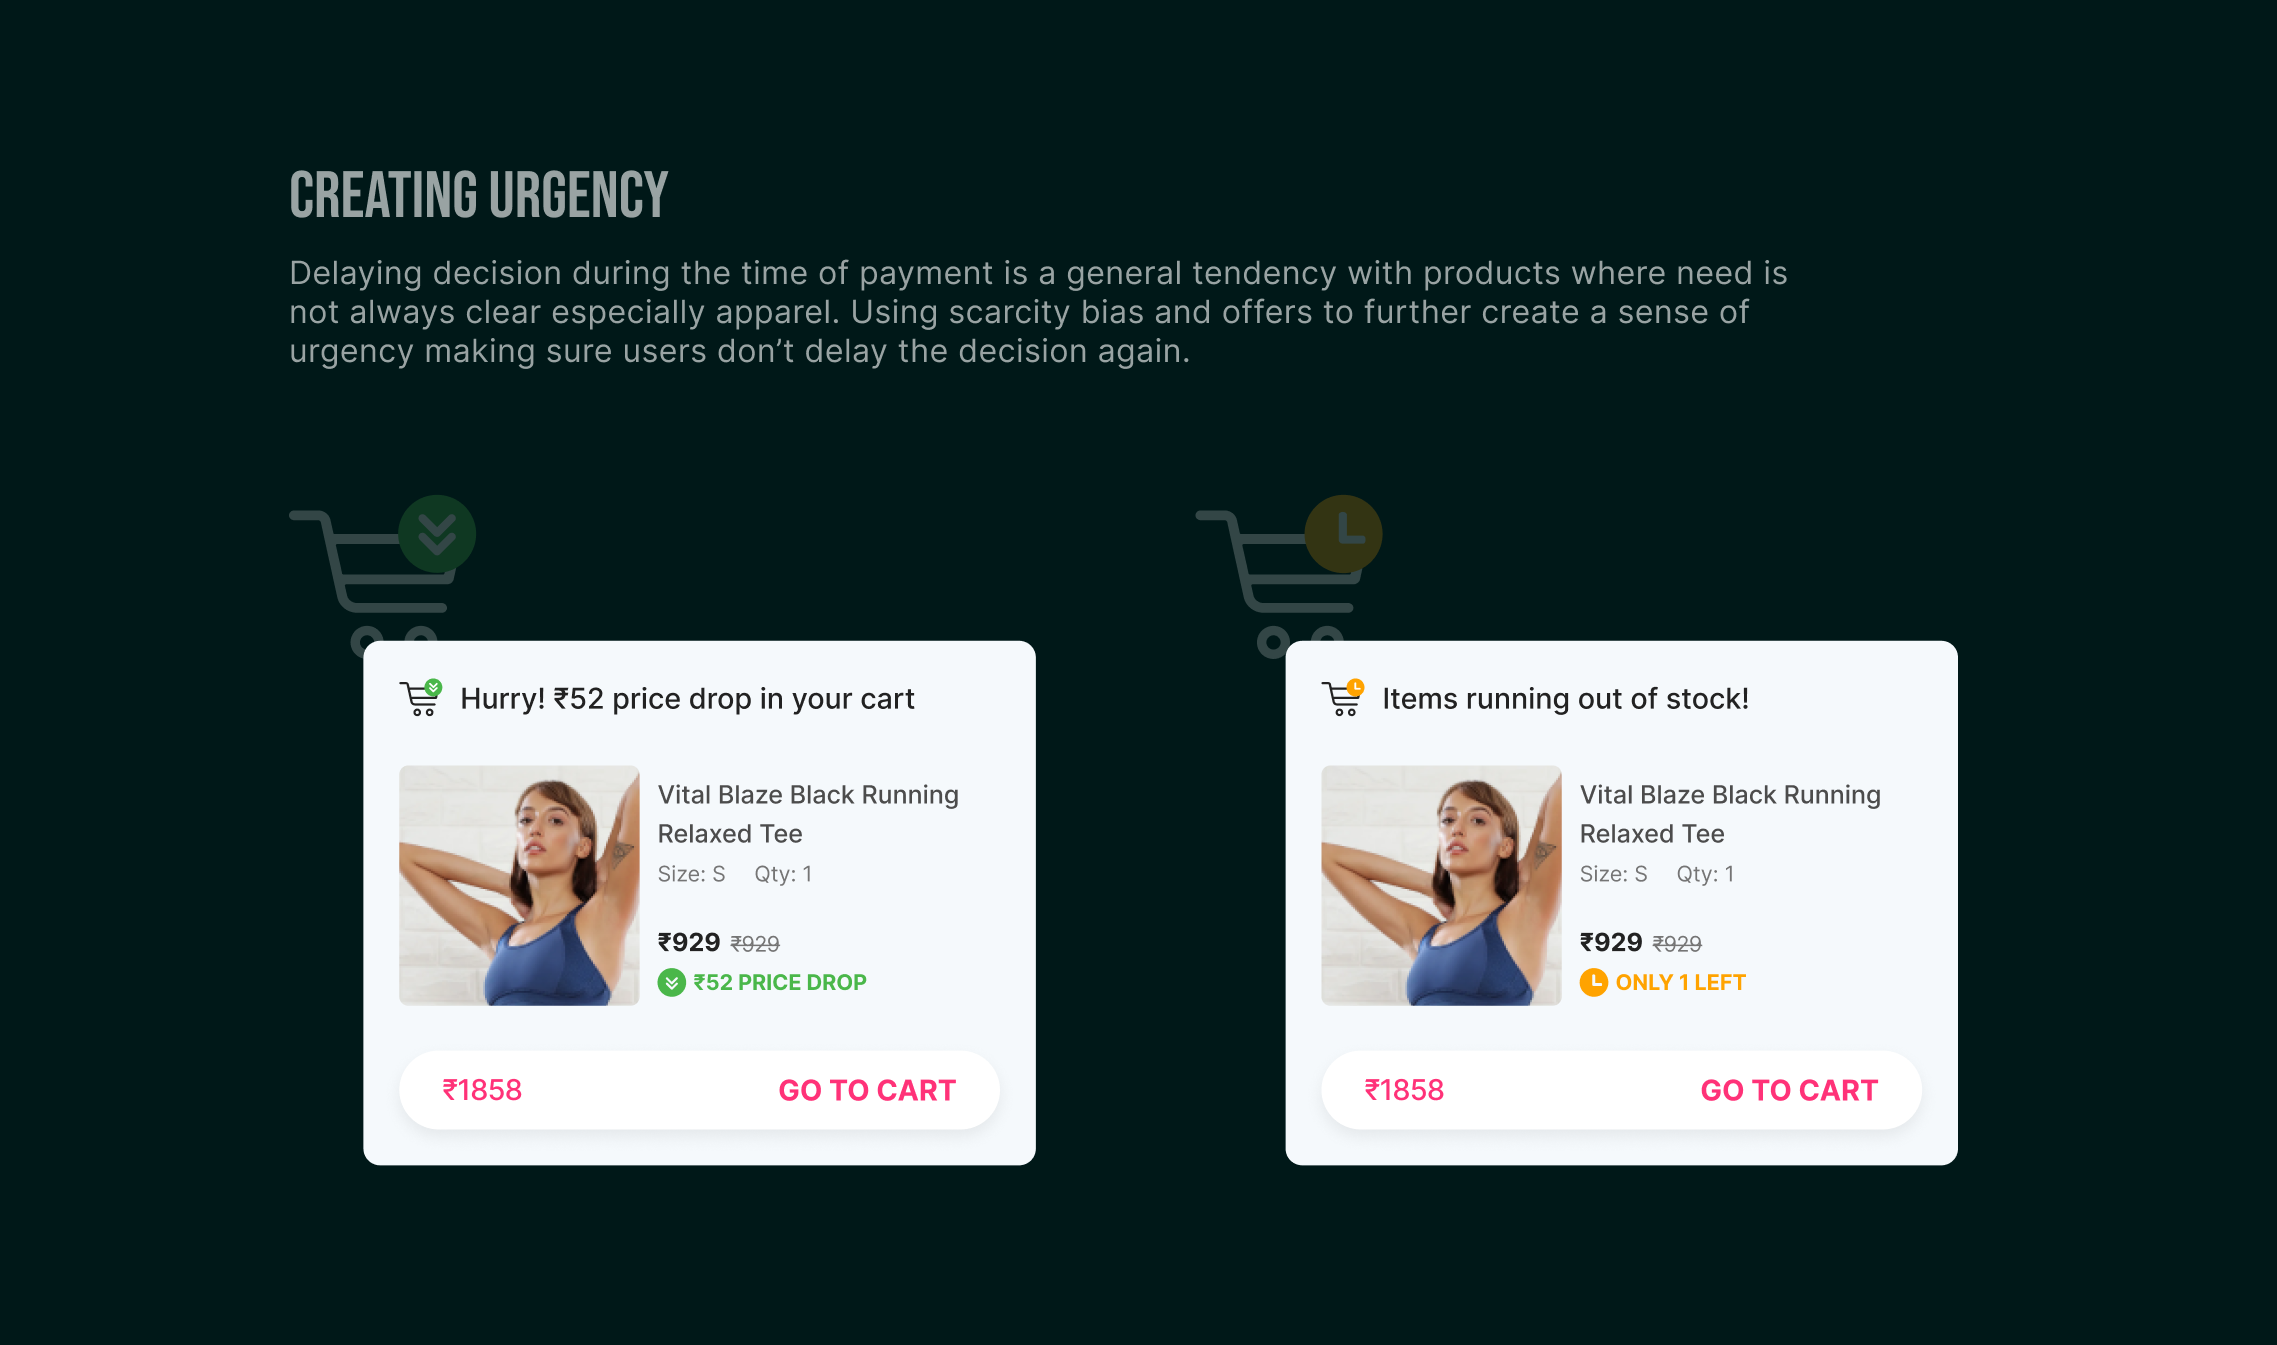 CREATING URGENCY
Delaying decision during the time of payment is a general tendency with products where need is
not always clear especially apparel. Using scarcity bias and offers to further create a sense of
urgency making sure users don’t delay the decision again.
Hurry! ₹52 price drop in your cart
Vital Blaze Black Running
Relaxed Tee
Size: S Qty: 1
₹929 ₹929
₹52 PRICE DROP
₹1858 GO TO CART
Items running out of stock!
Vital Blaze Black Running
Relaxed Tee
Size: S Qty: 1
₹929 ₹929
ONLY 1 LEFT
₹1858 GO TO CART